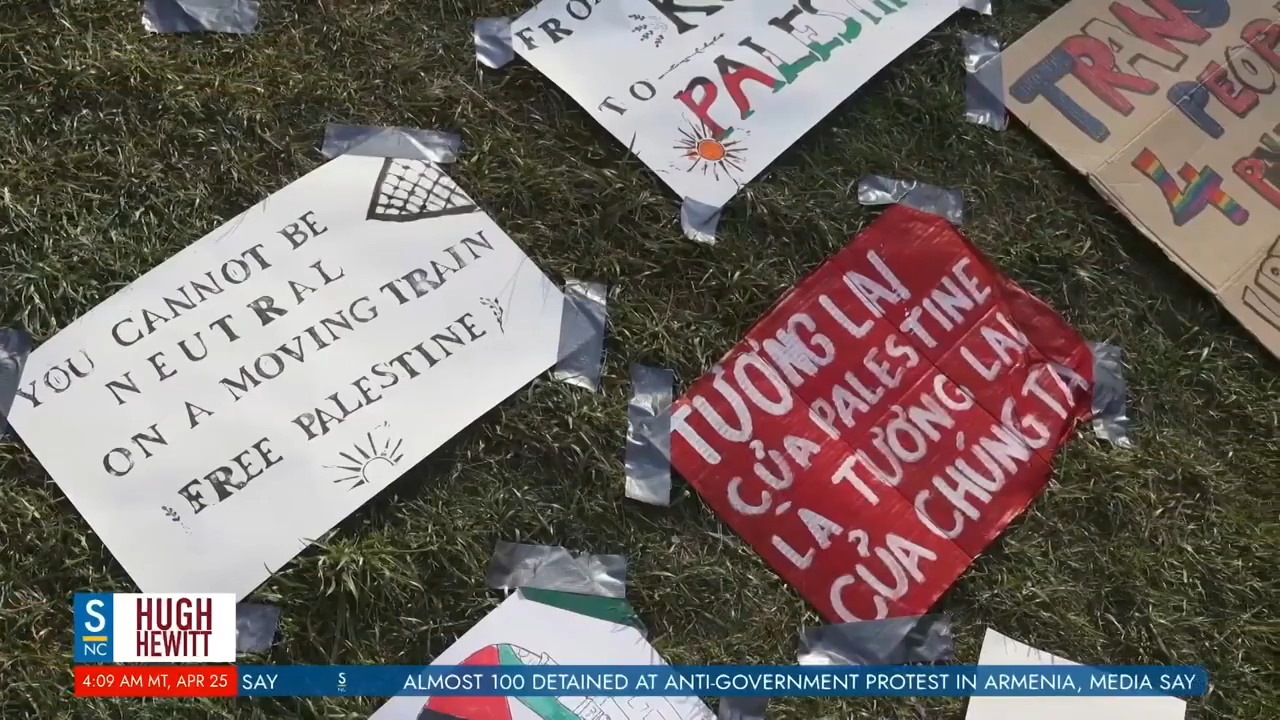 FROM
TO
PALESTINE
TRANS
PEOP
4
YOU CANNOT BE
NEUTRAL
ON A MOVING TRAIN
FREE PALESTINE
TƯƠNG LAI
CỦA PALESTINE
LÀ TƯƠNG LAI
CỦA CHÚNG TA
S
NC
HUGH
HEWITT
4:09 AM MT, APR 25
SAY
S
NC
ALMOST 100 DETAINED AT ANTI-GOVERNMENT PROTEST IN ARMENIA, MEDIA SAY